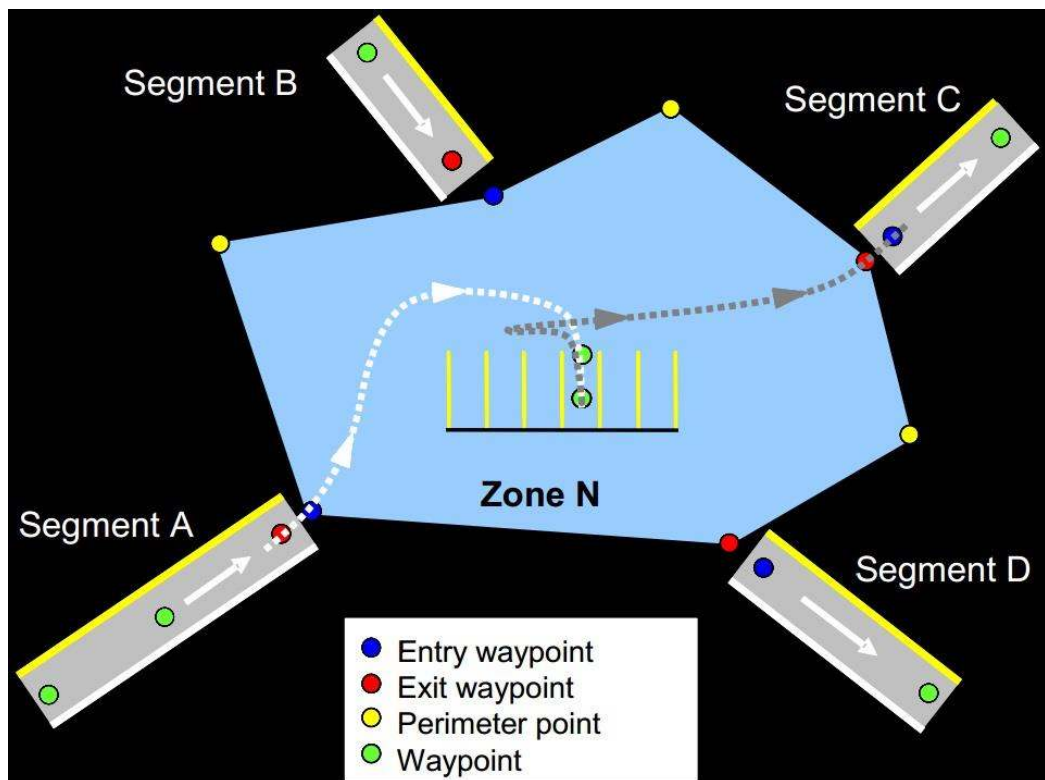 Segment B
Segment C
Zone N
Segment A
Segment D
Entry waypoint
Exit waypoint
Perimeter point
Waypoint